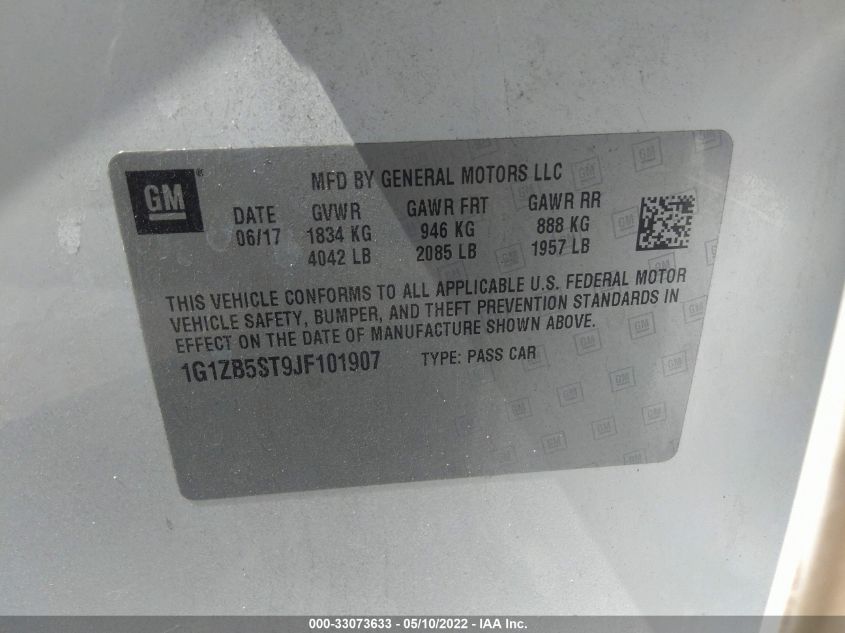 GM®
MFD BY GENERAL MOTORS LLC
DATE GVWR GAWR FRT GAWR RR
06/17 1834 KG 946 KG 888 KG
4042 LB 2085 LB 1957 LB
THIS VEHICLE CONFORMS TO ALL APPLICABLE U.S. FEDERAL MOTOR
VEHICLE SAFETY, BUMPER, AND THEFT PREVENTION STANDARDS IN
EFFECT ON THE DATE OF MANUFACTURE SHOWN ABOVE.
1G1ZB5ST9JF101907 TYPE: PASS CAR
000-33073633 - 05/10/2022 - IAA Inc.